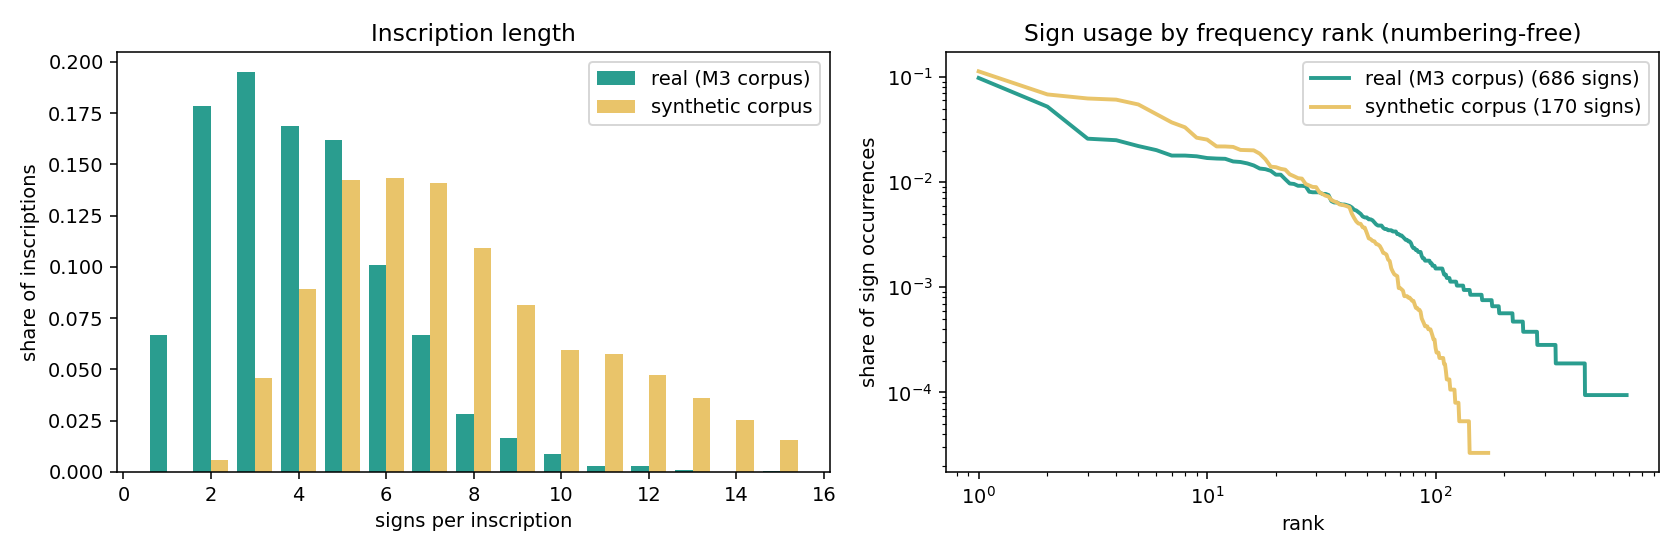 Inscription length
share of inscriptions
0.200
0.175
0.150
0.125
0.100
0.075
0.050
0.025
0.000
real (M3 corpus)
synthetic corpus
0 2 4 6 8 10 12 14 16
signs per inscription
Sign usage by frequency rank (numbering-free)
share of sign occurrences
10⁻¹
10⁻²
10⁻³
10⁻⁴
real (M3 corpus) (686 signs)
synthetic corpus (170 signs)
10⁰ 10¹ 10²
rank